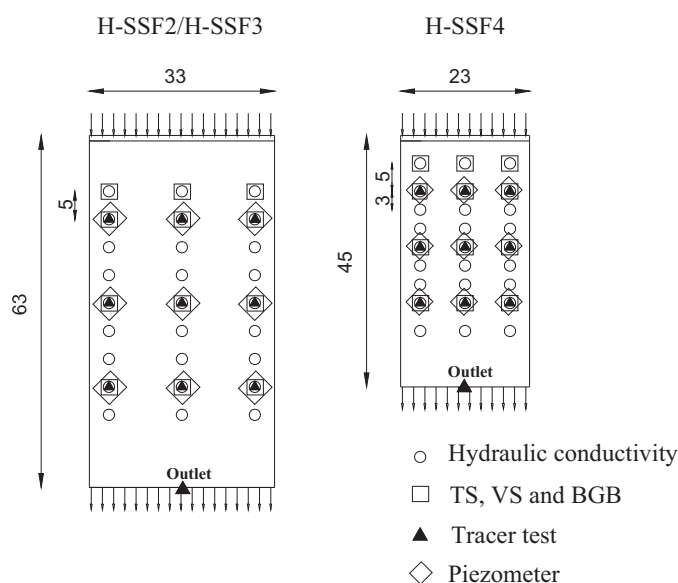 H-SSF2/H-SSF3
H-SSF4
33
23
5
63
5
3
45
Outlet
Outlet
Hydraulic conductivity
TS, VS and BGB
Tracer test
Piezometer